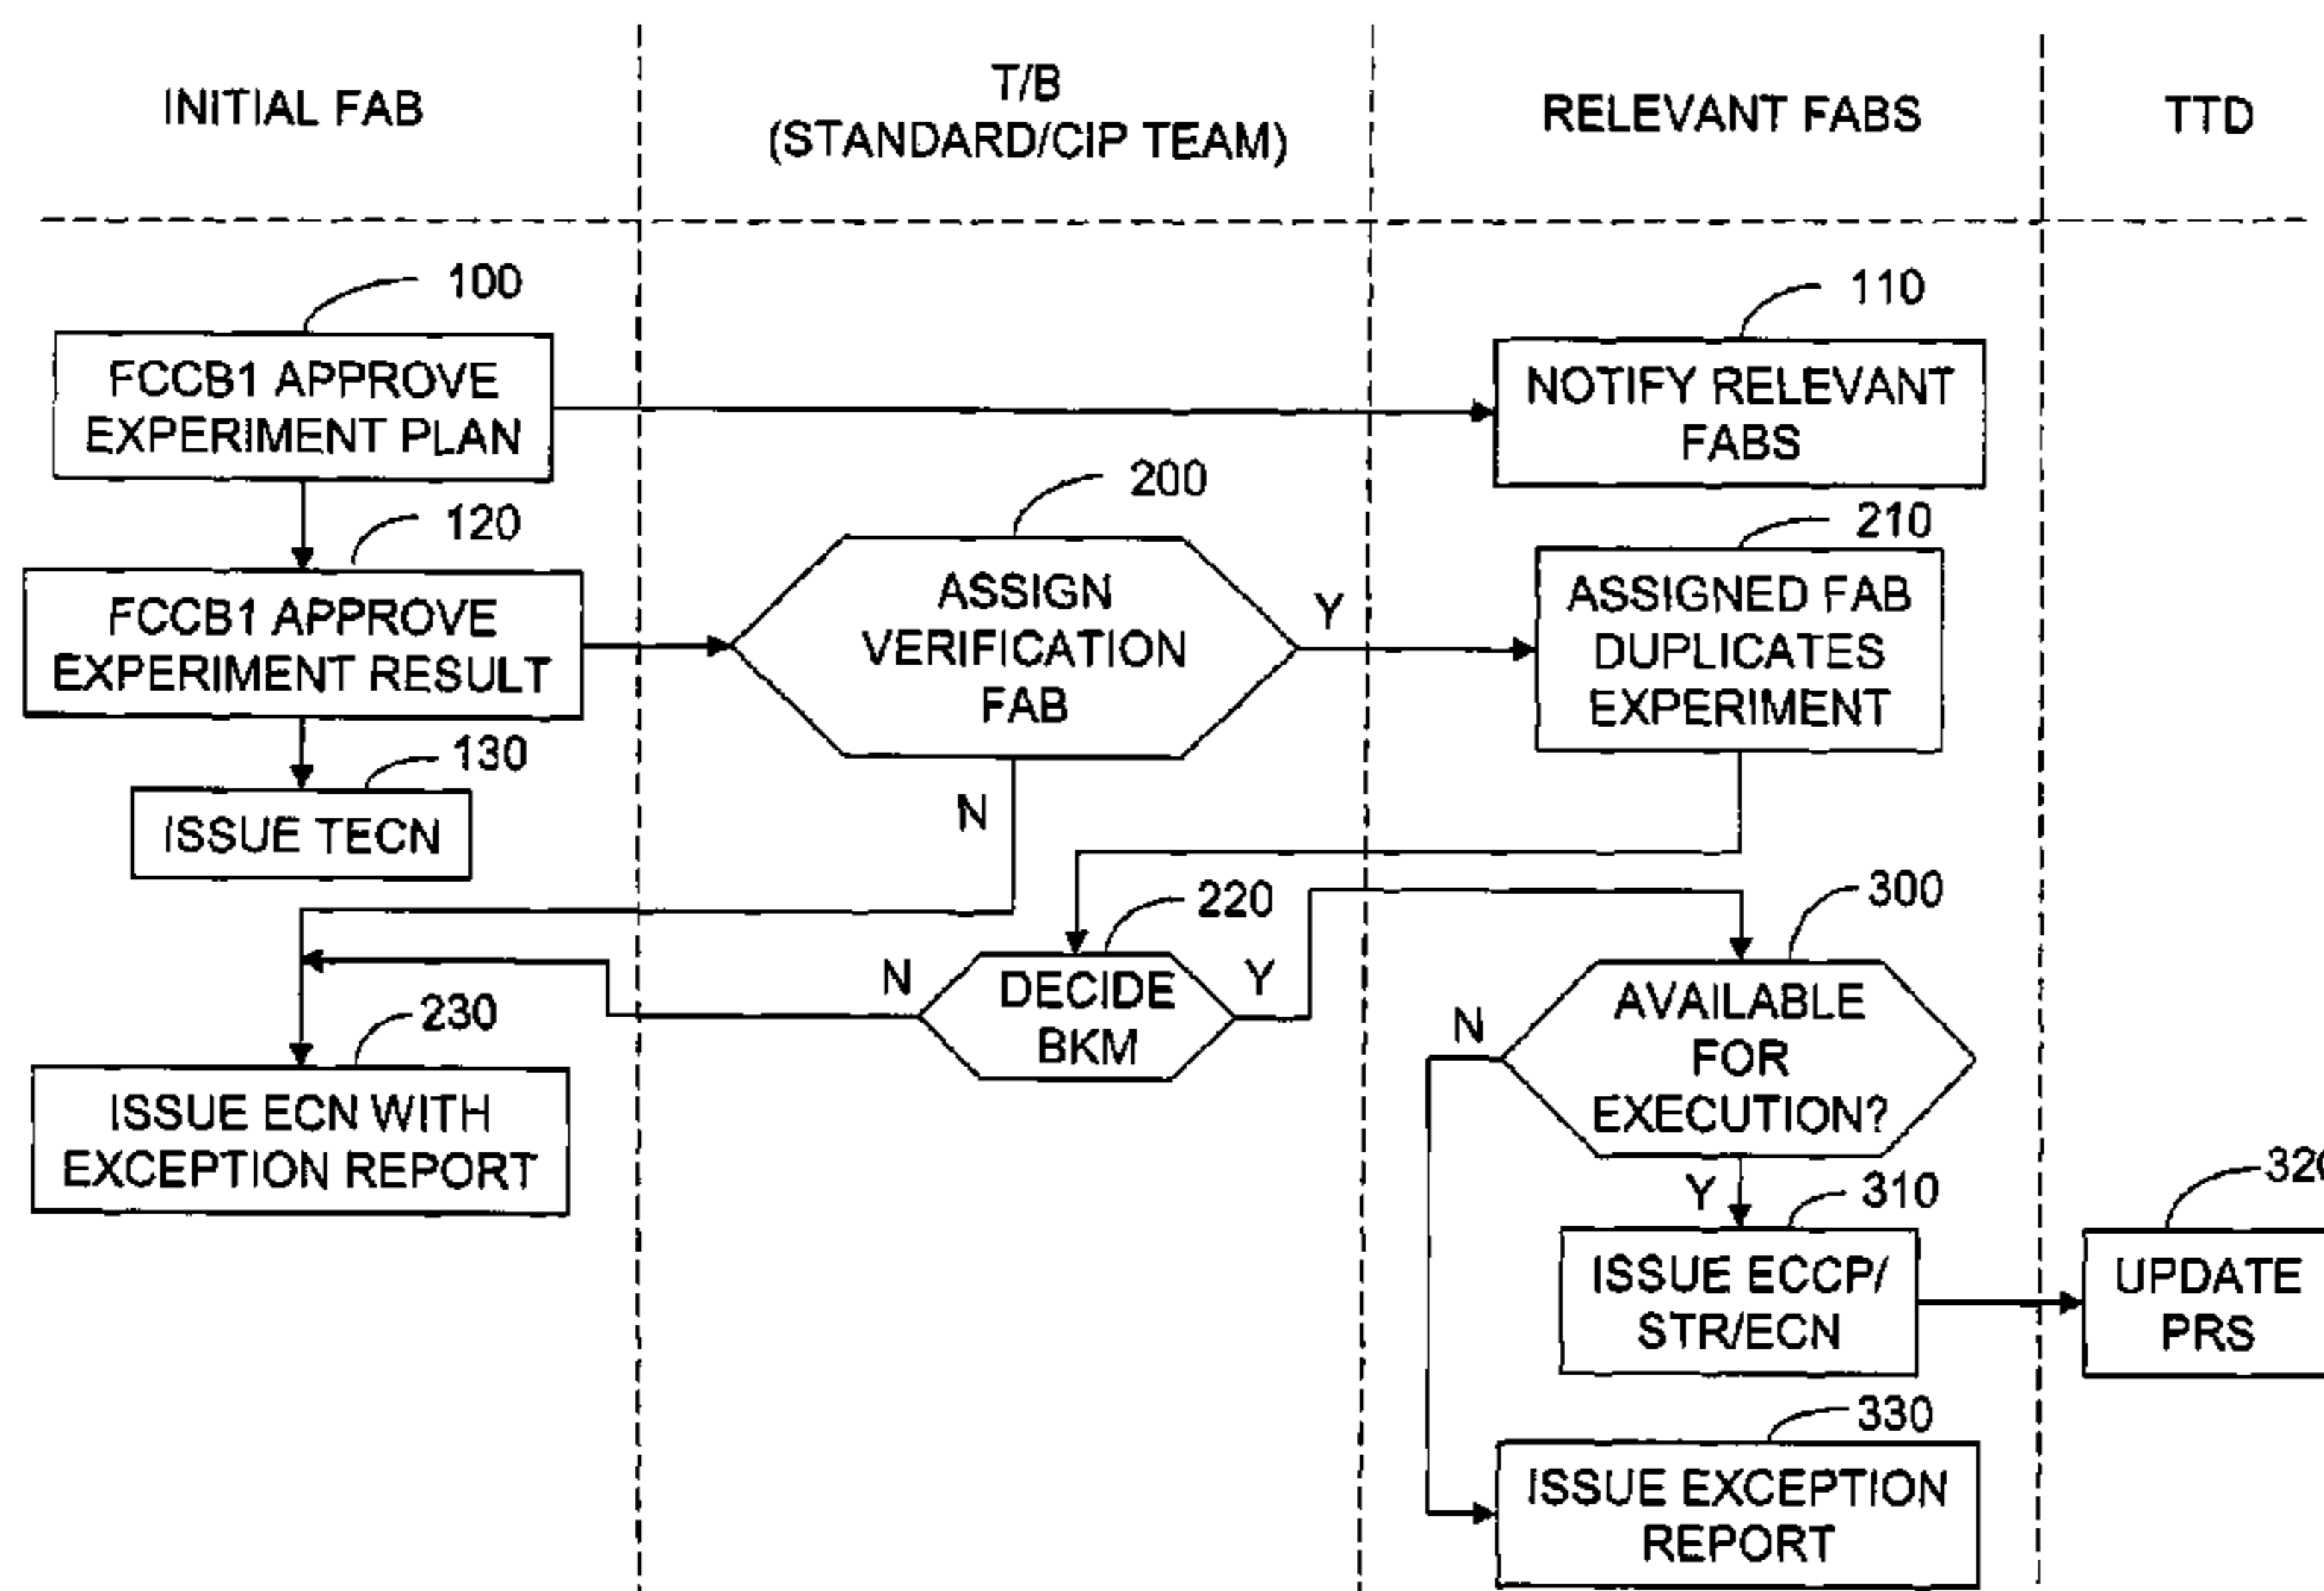 INITIAL FAB
T/B
(STANDARD/CIP TEAM)
RELEVANT FABS
TTD
100
FCCB1 APPROVE
EXPERIMENT PLAN
110
NOTIFY RELEVANT
FABS
120
FCCB1 APPROVE
EXPERIMENT RESULT
200
ASSIGN
VERIFICATION
FAB
Y
N
210
ASSIGNED FAB
DUPLICATES
EXPERIMENT
130
ISSUE TECN
220
DECIDE
BKM
N
Y
230
ISSUE ECN WITH
EXCEPTION REPORT
300
AVAILABLE
FOR
EXECUTION?
N
Y
310
ISSUE ECCP/
STR/ECN
320
UPDATE
PRS
330
ISSUE EXCEPTION
REPORT